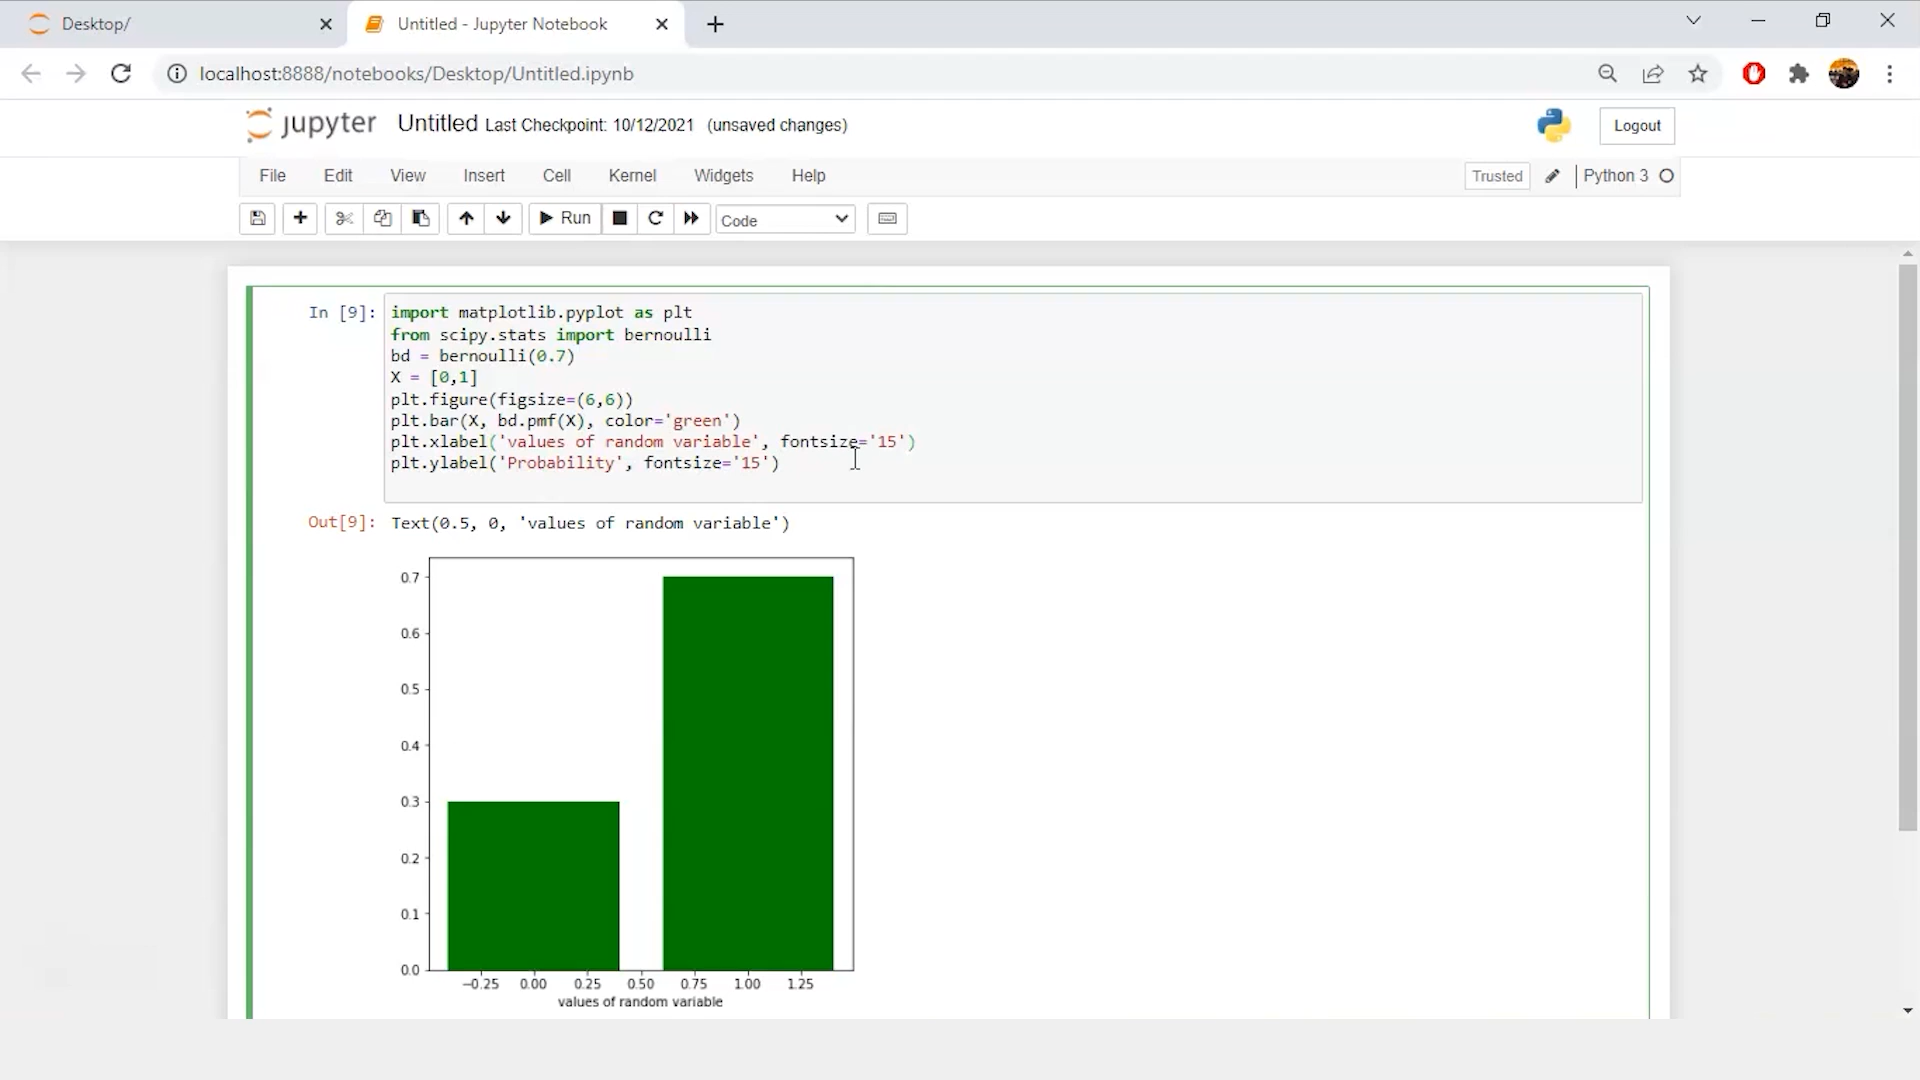 Desktop/
Untitled - Jupyter Notebook
localhost:8888/notebooks/Desktop/Untitled.ipynb
jupyter Untitled Last Checkpoint: 10/12/2021 (unsaved changes)
Logout
File Edit View Insert Cell Kernel Widgets Help
Trusted
Python 3
Run
Code
In [9]: import matplotlib.pyplot as plt
from scipy.stats import bernoulli
bd = bernoulli(0.7)
X = [0,1]
plt.figure(figsize=(6,6))
plt.bar(X, bd.pmf(X), color='green')
plt.xlabel('values of random variable', fontsize='15')
plt.ylabel('Probability', fontsize='15')
Out[9]: Text(0.5, 0, 'values of random variable')
0.7
0.6
0.5
0.4
0.3
0.2
0.1
0.0
−0.25 0.00 0.25 0.50 0.75 1.00 1.25
values of random variable